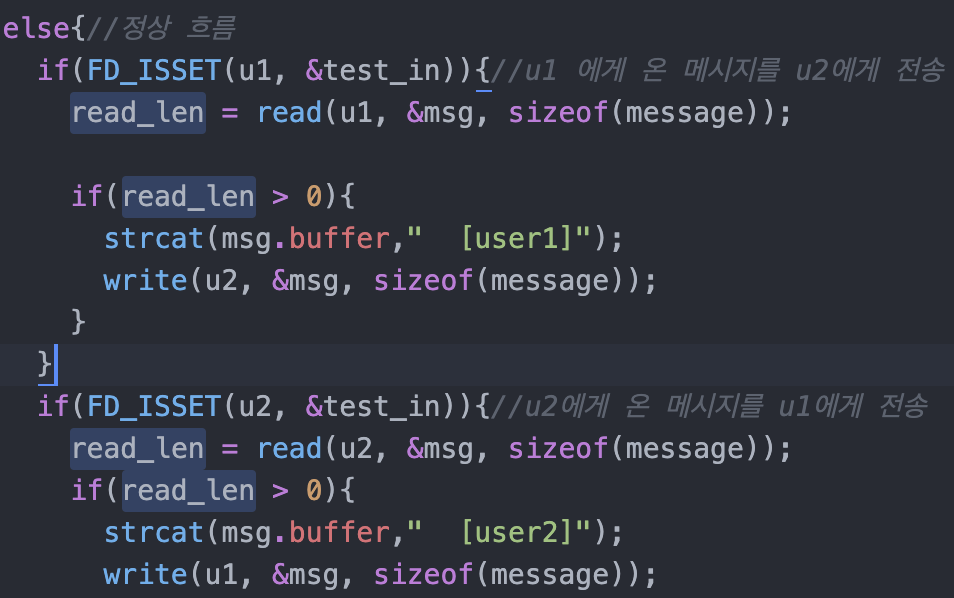 else{//정상 흐름
if(FD_ISSET(u1, &test_in)){//u1 에게 온 메시지를 u2에게 전송
read_len = read(u1, &msg, sizeof(message));
if(read_len > 0){
strcat(msg.buffer,"  [user1]");
write(u2, &msg, sizeof(message));
}
}
if(FD_ISSET(u2, &test_in)){//u2에게 온 메시지를 u1에게 전송
read_len = read(u2, &msg, sizeof(message));
if(read_len > 0){
strcat(msg.buffer,"  [user2]");
write(u1, &msg, sizeof(message));